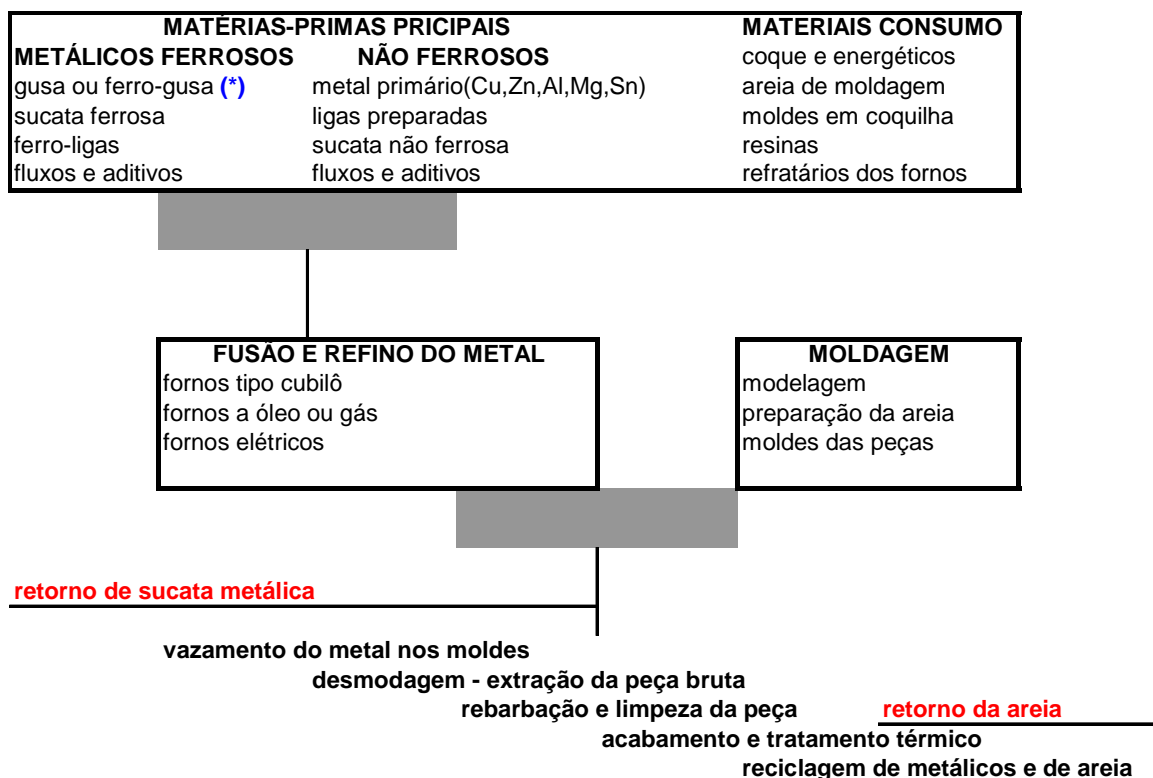 MATÉRIAS-PRIMAS PRICIPAIS MATERIAIS CONSUMO
METÁLICOS FERROSOS NÃO FERROSOS coque e energéticos
gusa ou ferro-gusa (*) metal primário(Cu,Zn,Al,Mg,Sn) areia de moldagem
sucata ferrosa ligas preparadas moldes em coquilha
ferro-ligas sucata não ferrosa resinas
fluxos e aditivos fluxos e aditivos refratários dos fornos
FUSÃO E REFINO DO METAL MOLDAGEM
fornos tipo cubilô modelagem
fornos a óleo ou gás preparação da areia
fornos elétricos moldes das peças
retorno de sucata metálica
vazamento do metal nos moldes
desmodagem - extração da peça bruta
rebarbação e limpeza da peça retorno da areia
acabamento e tratamento térmico
reciclagem de metálicos e de areia